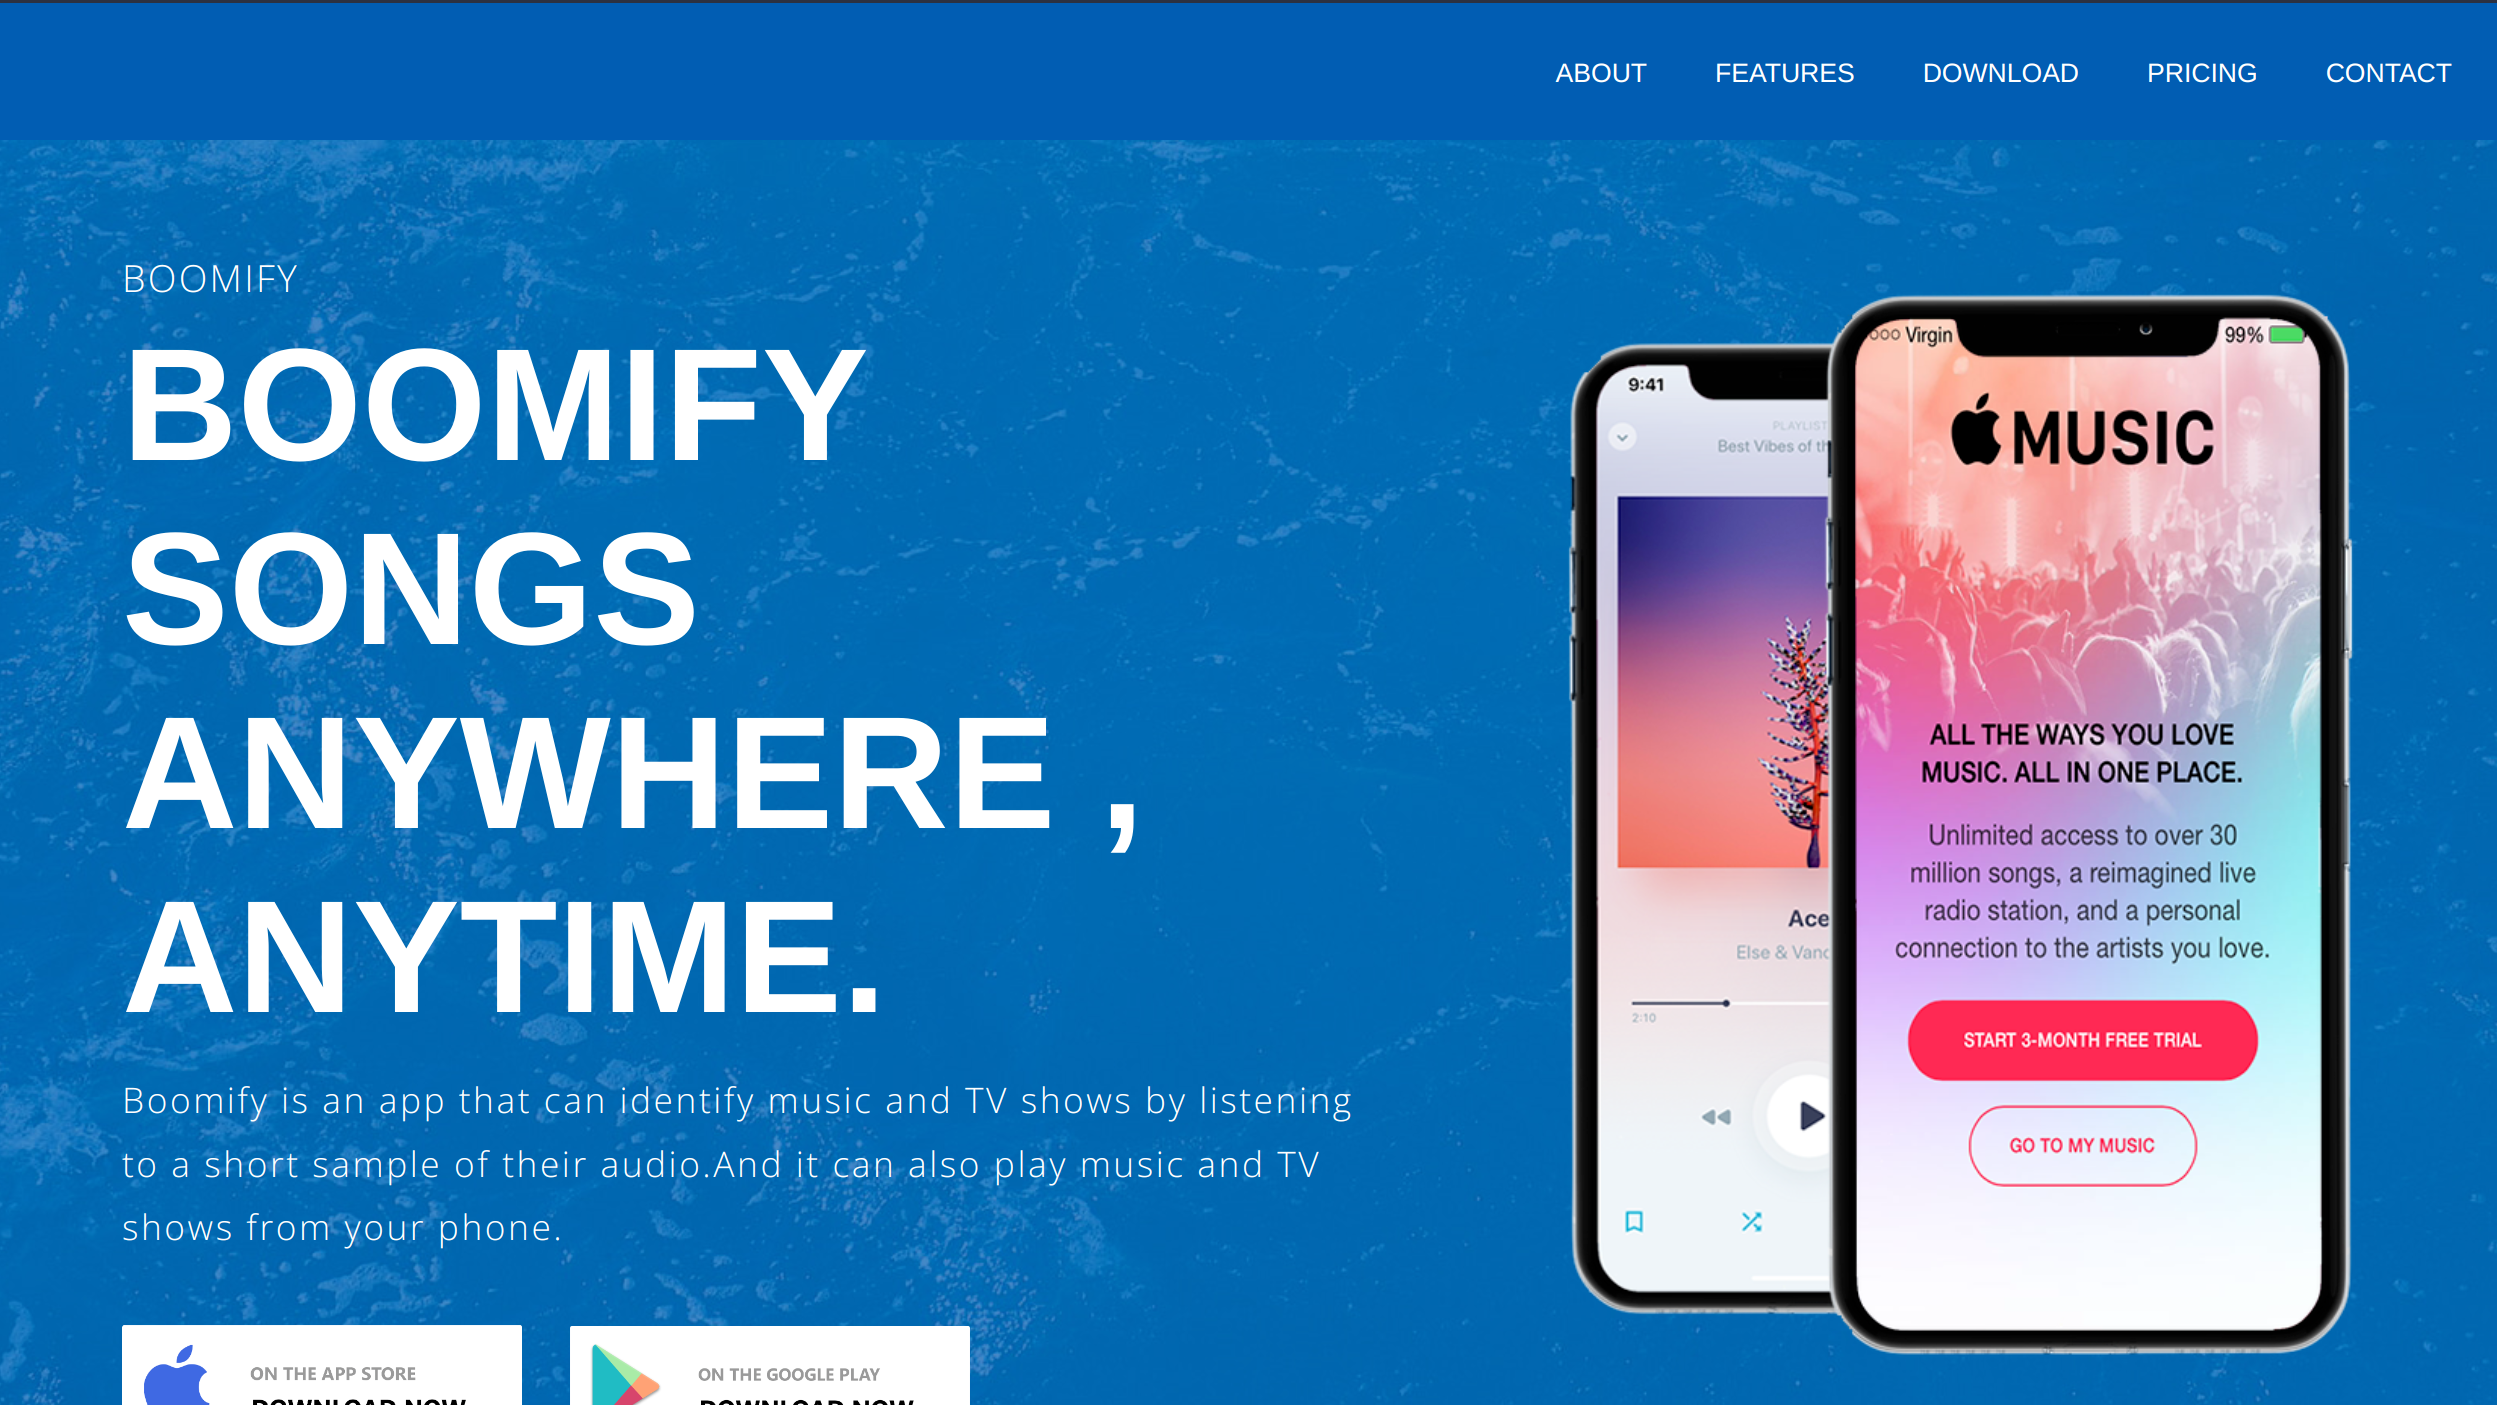 ABOUT FEATURES DOWNLOAD PRICING CONTACT
BOOMIFY
BOOMIFY
SONGS
ANYWHERE ,
ANYTIME.
Boomify is an app that can identify music and TV shows by listening
to a short sample of their audio.And it can also play music and TV
shows from your phone.
ON THE APP STORE
DOWNLOAD NOW
ON THE GOOGLE PLAY
DOWNLOAD NOW
9:41
PLAYLIST
Best Vibes of th
Ace
Else & Vanc
2:10
Virgin 99%
MUSIC
ALL THE WAYS YOU LOVE
MUSIC. ALL IN ONE PLACE.
Unlimited access to over 30
million songs, a reimagined live
radio station, and a personal
connection to the artists you love.
START 3-MONTH FREE TRIAL
GO TO MY MUSIC